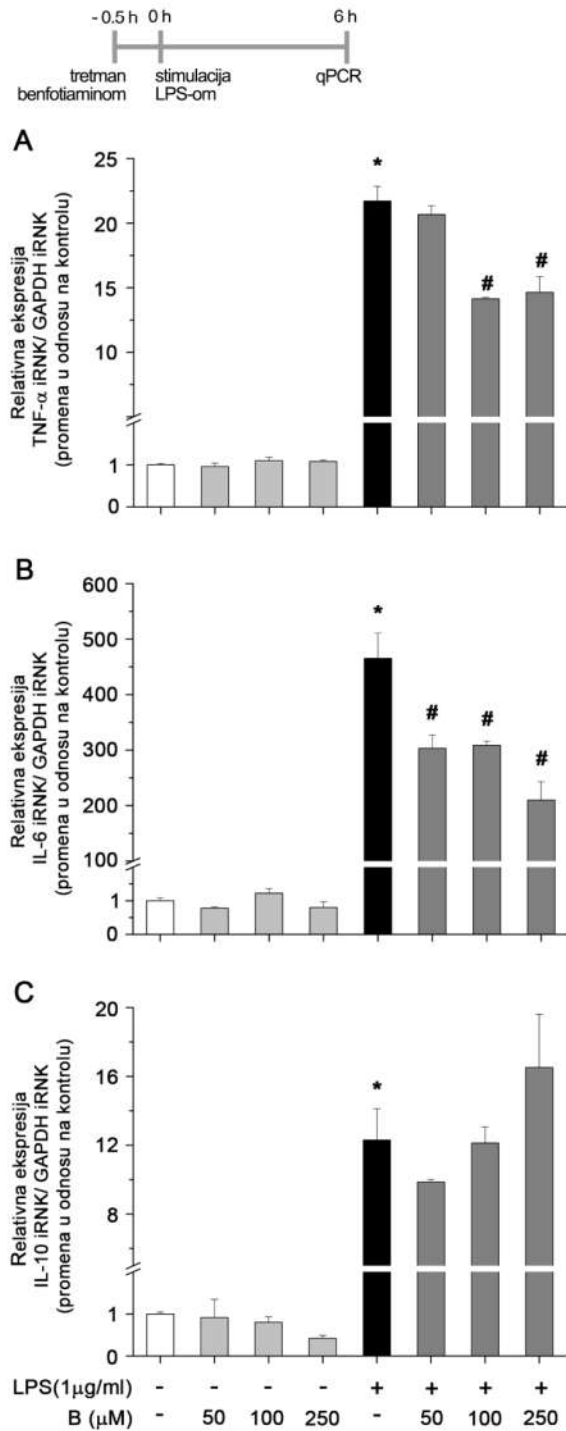 - 0.5 h 0 h 6 h
tretman stimulacija qPCR
benfotiaminom LPS-om
A
Relativna ekspresija
TNF-α iRNK/ GAPDH iRNK
(promena u odnosu na kontrolu)
25
20
15
10
1
0
*
#
#
B
Relativna ekspresija
IL-6 iRNK/ GAPDH iRNK
(promena u odnosu na kontrolu)
600
500
400
300
200
100
1
0
*
#
#
#
C
Relativna ekspresija
IL-10 iRNK/ GAPDH iRNK
(promena u odnosu na kontrolu)
20
16
12
8
1
0
*
LPS(1µg/ml) - - - - + + + +
B (µM) - 50 100 250 - 50 100 250